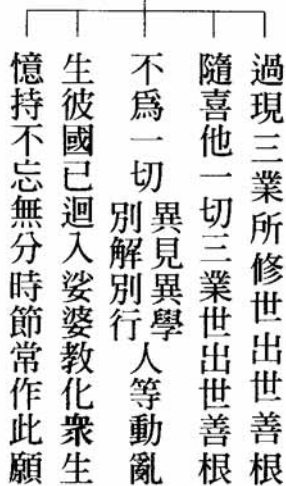 過現三業所修世出世善根
隨喜他一切三業世出世善根
不爲一切異見異學別解別行人等動亂
生彼國已迴入娑婆教化衆生
憶持不忘無分時節常作此願